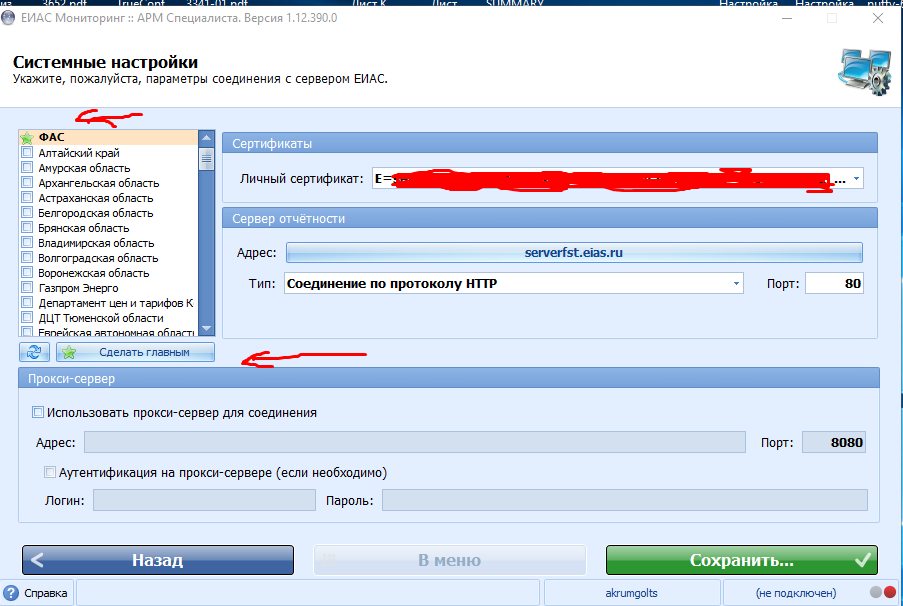 ЕИАС Мониторинг :: АРМ Специалиста. Версия 1.12.390.0
Системные настройки
Укажите, пожалуйста, параметры соединения с сервером ЕИАС.
ФАС
Алтайский край
Амурская область
Архангельская область
Астраханская область
Белгородская область
Брянская область
Владимирская область
Волгоградская область
Воронежская область
Газпром Энерго
Департамент цен и тарифов К
ДЦТ Тюменской области
Еврейская автономная област
Сделать главным
Сертификаты
Личный сертификат: E= ...
Сервер отчётности
Адрес: serverfst.eias.ru
Тип: Соединение по протоколу HTTP Порт: 80
Прокси-сервер
Использовать прокси-сервер для соединения
Адрес: Порт: 8080
Аутентификация на прокси-сервере (если необходимо)
Логин: Пароль:
Назад В меню Сохранить...
Справка akrumgolts (не подключен)